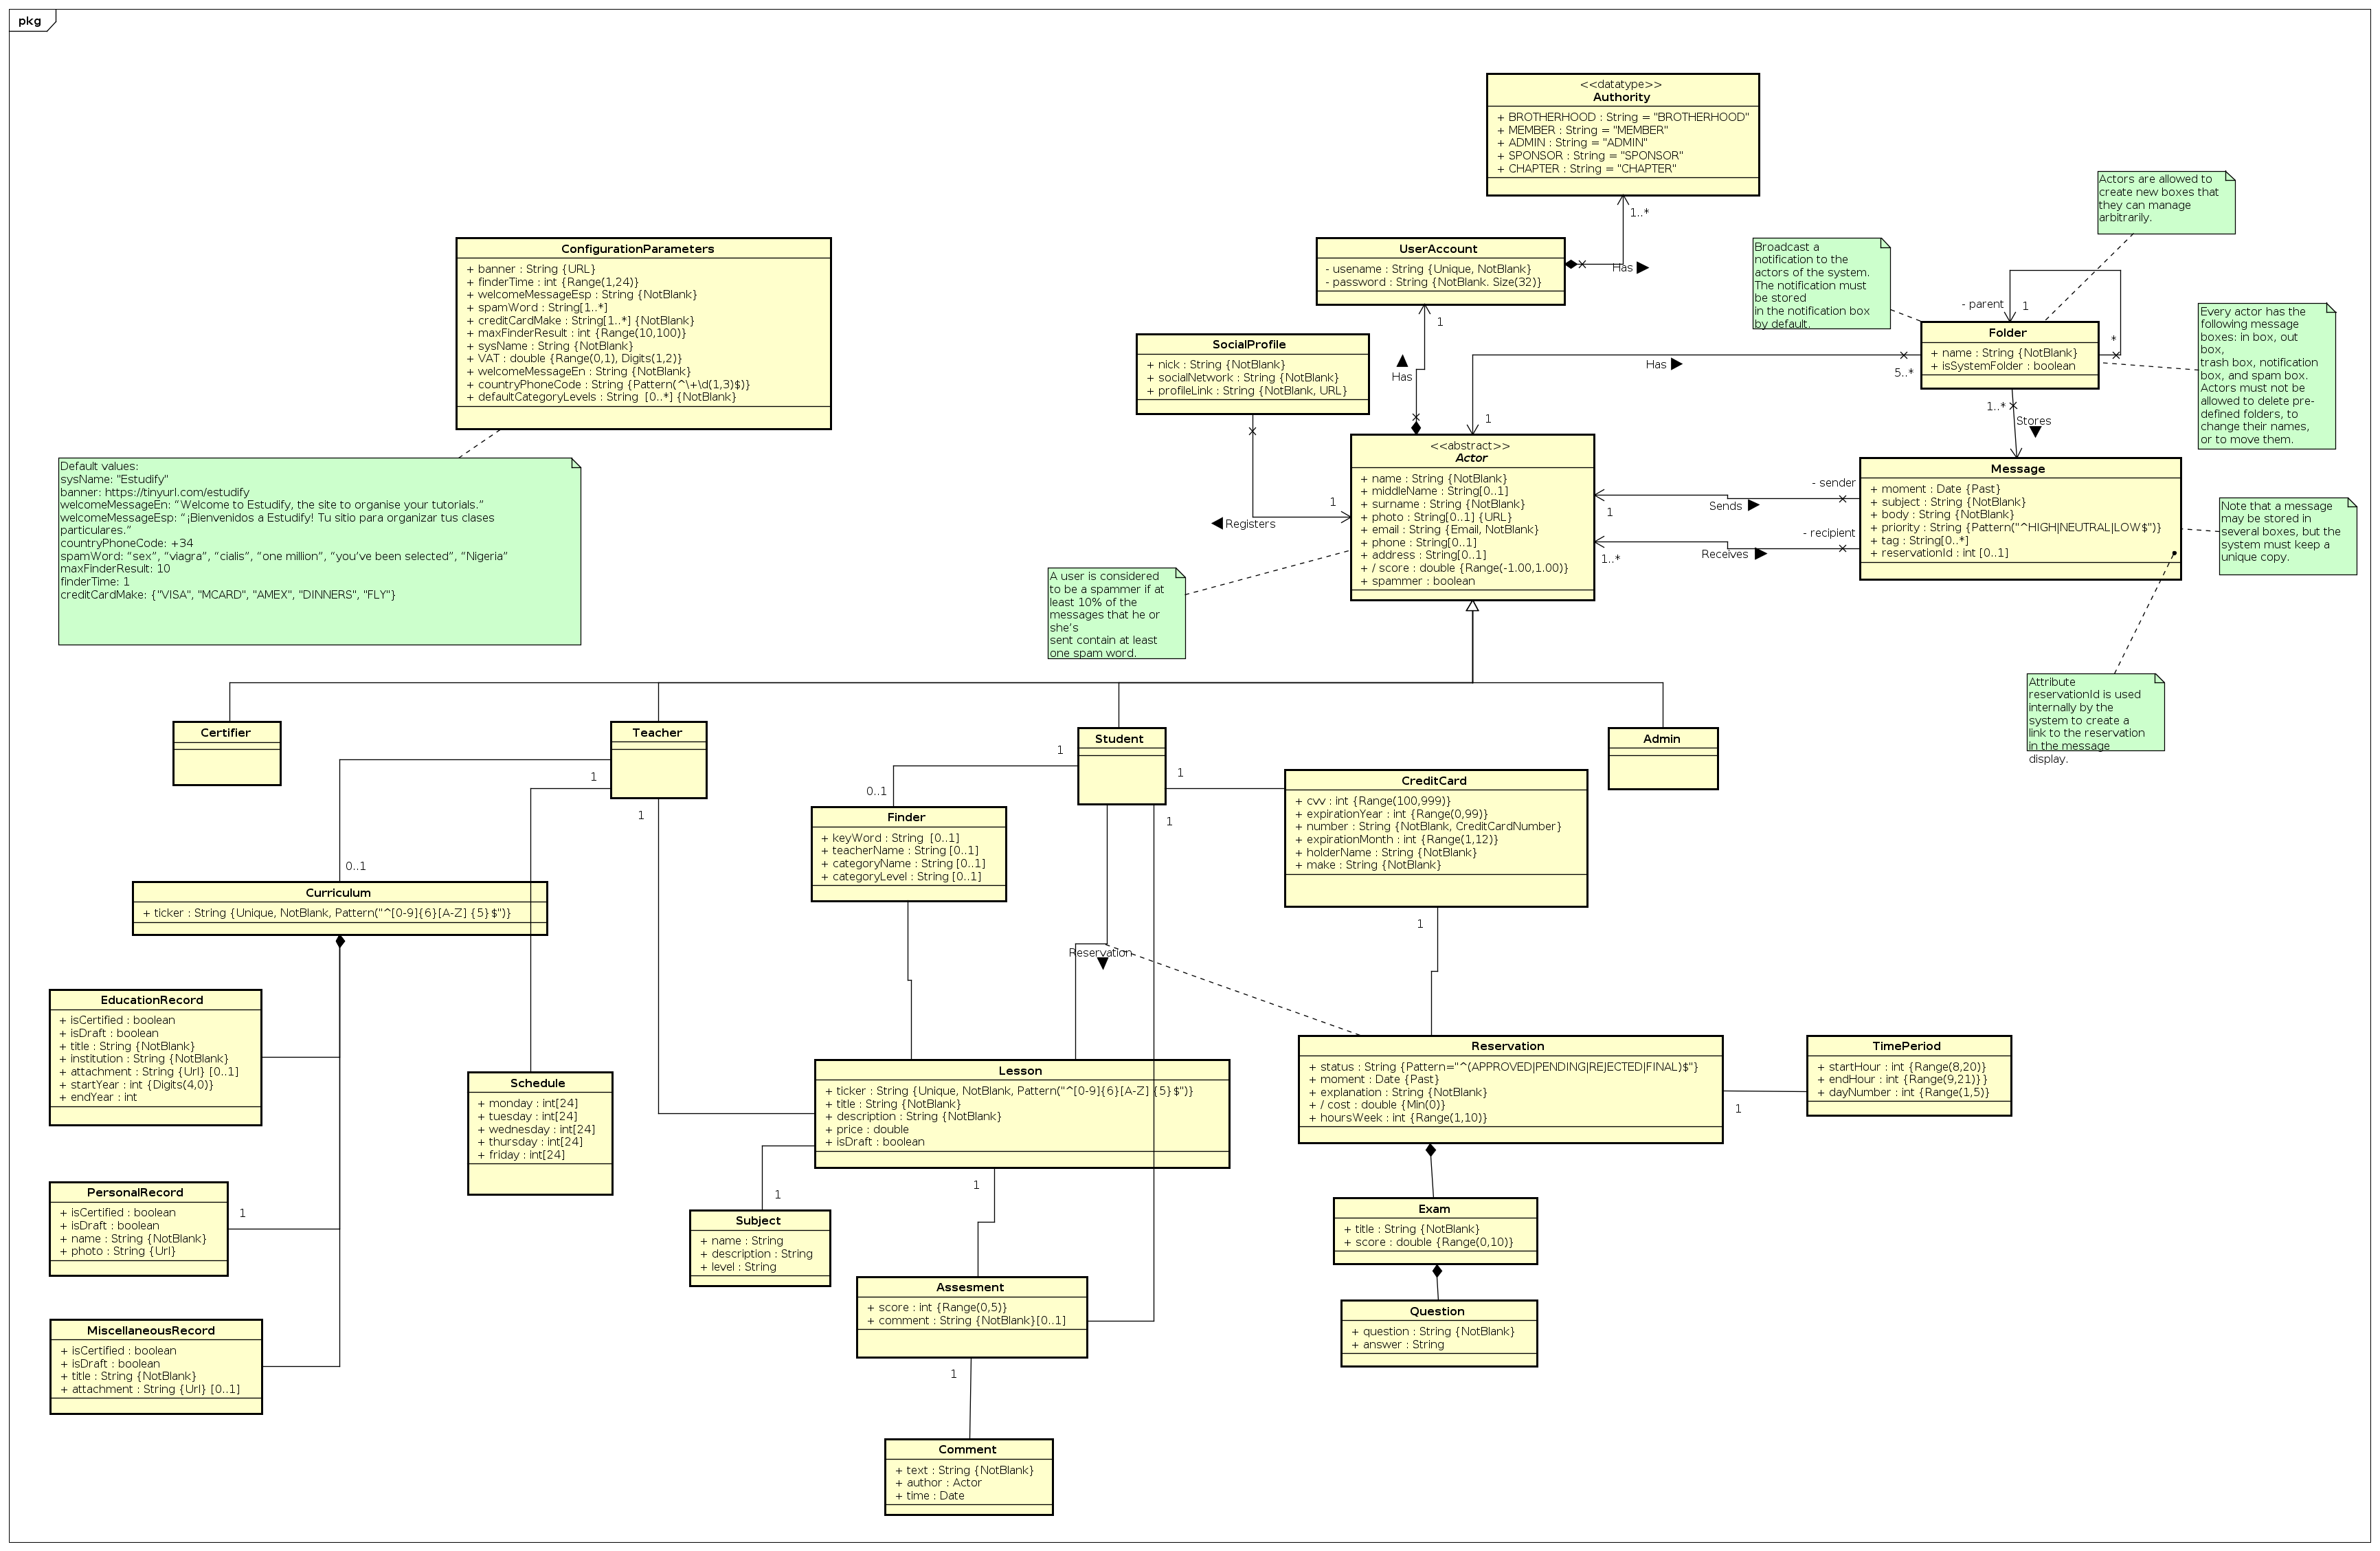 pkg
<<datatype>>
Authority
+ BROTHERHOOD : String = "BROTHERHOOD"
+ MEMBER : String = "MEMBER"
+ ADMIN : String = "ADMIN"
+ SPONSOR : String = "SPONSOR"
+ CHAPTER : String = "CHAPTER"
1..*
Has
UserAccount
- usename : String {Unique, NotBlank}
- password : String {NotBlank. Size(32)}
1
Has
ConfigurationParameters
+ banner : String {URL}
+ finderTime : int {Range(1,24)}
+ welcomeMessageEsp : String {NotBlank}
+ spamWord : String[1..*]
+ creditCardMake : String[1..*] {NotBlank}
+ maxFinderResult : int {Range(10,100)}
+ sysName : String {NotBlank}
+ VAT : double {Range(0,1), Digits(1,2)}
+ welcomeMessageEn : String {NotBlank}
+ countryPhoneCode : String {Pattern(^\+\d(1,3)$)}
+ defaultCategoryLevels : String  [0..*] {NotBlank}
Default values:
sysName: "Estudify"
banner: https://tinyurl.com/estudify
welcomeMessageEn: “Welcome to Estudify, the site to organise your tutorials.”
welcomeMessageEsp: “¡Bienvenidos a Estudify! Tu sitio para organizar tus clases
particulares.”
countryPhoneCode: +34
spamWord: “sex”, “viagra”, “cialis”, “one million”, “you’ve been selected”, “Nigeria”
maxFinderResult: 10
finderTime: 1
creditCardMake: {"VISA", "MCARD", "AMEX", "DINNERS", "FLY"}
SocialProfile
+ nick : String {NotBlank}
+ socialNetwork : String {NotBlank}
+ profileLink : String {NotBlank, URL}
1
Registers
Actors are allowed to
create new boxes that
they can manage
arbitrarily.
Broadcast a
notification to the
actors of the system.
The notification must
be stored
in the notification box
by default.
- parent
1
*
Folder
+ name : String {NotBlank}
+ isSystemFolder : boolean
Has
5..*
1
Every actor has the
following message
boxes: in box, out
box,
trash box, notification
box, and spam box.
Actors must not be
allowed to delete pre-
defined folders, to
change their names,
or to move them.
1..*
Stores
<<abstract>>
Actor
+ name : String {NotBlank}
+ middleName : String[0..1]
+ surname : String {NotBlank}
+ photo : String[0..1] {URL}
+ email : String {Email, NotBlank}
+ phone : String[0..1]
+ address : String[0..1]
+ / score : double {Range(-1.00,1.00)}
+ spammer : boolean
- sender
Sends
1
- recipient
Receives
1..*
Message
+ moment : Date {Past}
+ subject : String {NotBlank}
+ body : String {NotBlank}
+ priority : String {Pattern("^HIGH|NEUTRAL|LOW$")}
+ tag : String[0..*]
+ reservationId : int [0..1]
Note that a message
may be stored in
several boxes, but the
system must keep a
unique copy.
A user is considered
to be a spammer if at
least 10% of the
messages that he or
she's
sent contain at least
one spam word.
Attribute
reservationId is used
internally by the
system to create a
link to the reservation
in the message
display.
Certifier
Teacher
Student
Admin
1
1
1
0..1
1
1
0..1
Finder
+ keyWord : String  [0..1]
+ teacherName : String [0..1]
+ categoryName : String [0..1]
+ categoryLevel : String [0..1]
CreditCard
+ cvv : int {Range(100,999)}
+ expirationYear : int {Range(0,99)}
+ number : String {NotBlank, CreditCardNumber}
+ expirationMonth : int {Range(1,12)}
+ holderName : String {NotBlank}
+ make : String {NotBlank}
1
Curriculum
+ ticker : String {Unique, NotBlank, Pattern("^[0-9]{6}[A-Z] {5}$")}
Reservation
EducationRecord
+ isCertified : boolean
+ isDraft : boolean
+ title : String {NotBlank}
+ institution : String {NotBlank}
+ attachment : String {Url} [0..1]
+ startYear : int {Digits(4,0)}
+ endYear : int
Schedule
+ monday : int[24]
+ tuesday : int[24]
+ wednesday : int[24]
+ thursday : int[24]
+ friday : int[24]
Lesson
+ ticker : String {Unique, NotBlank, Pattern("^[0-9]{6}[A-Z] {5}$")}
+ title : String {NotBlank}
+ description : String {NotBlank}
+ price : double
+ isDraft : boolean
Reservation
+ status : String {Pattern="^(APPROVED|PENDING|REJECTED|FINAL)$"}
+ moment : Date {Past}
+ explanation : String {NotBlank}
+ / cost : double {Min(0)}
+ hoursWeek : int {Range(1,10)}
1
TimePeriod
+ startHour : int {Range(8,20)}
+ endHour : int {Range(9,21)}}
+ dayNumber : int {Range(1,5)}
PersonalRecord
+ isCertified : boolean
+ isDraft : boolean
+ name : String {NotBlank}
+ photo : String {Url}
1
1
Subject
+ name : String
+ description : String
+ level : String
1
Exam
+ title : String {NotBlank}
+ score : double {Range(0,10)}
Assesment
+ score : int {Range(0,5)}
+ comment : String {NotBlank}[0..1]
Question
+ question : String {NotBlank}
+ answer : String
MiscellaneousRecord
+ isCertified : boolean
+ isDraft : boolean
+ title : String {NotBlank}
+ attachment : String {Url} [0..1]
1
Comment
+ text : String {NotBlank}
+ author : Actor
+ time : Date